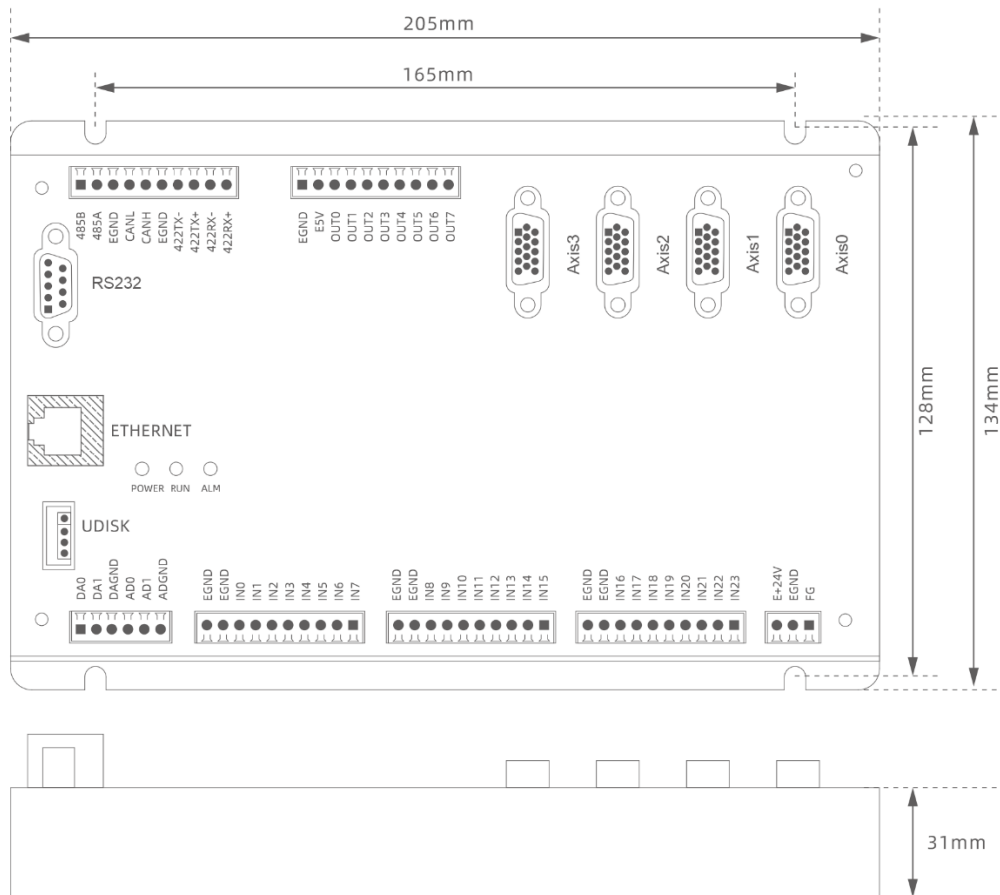 205mm
165mm
485B
485A
EGND
CANL
CANH
EGND
422TX-
422TX+
422RX-
422RX+
EGND
E5V
OUT0
OUT1
OUT2
OUT3
OUT4
OUT5
OUT6
OUT7
Axis3
Axis2
Axis1
Axis0
RS232
128mm
134mm
ETHERNET
POWER RUN ALM
UDISK
DA0
DA1
DAGND
AD0
AD1
ADGND
EGND
EGND
IN0
IN1
IN2
IN3
IN4
IN5
IN6
IN7
EGND
EGND
IN8
IN9
IN10
IN11
IN12
IN13
IN14
IN15
EGND
EGND
IN16
IN17
IN18
IN19
IN20
IN21
IN22
IN23
E+24V
EGND
FG
31mm